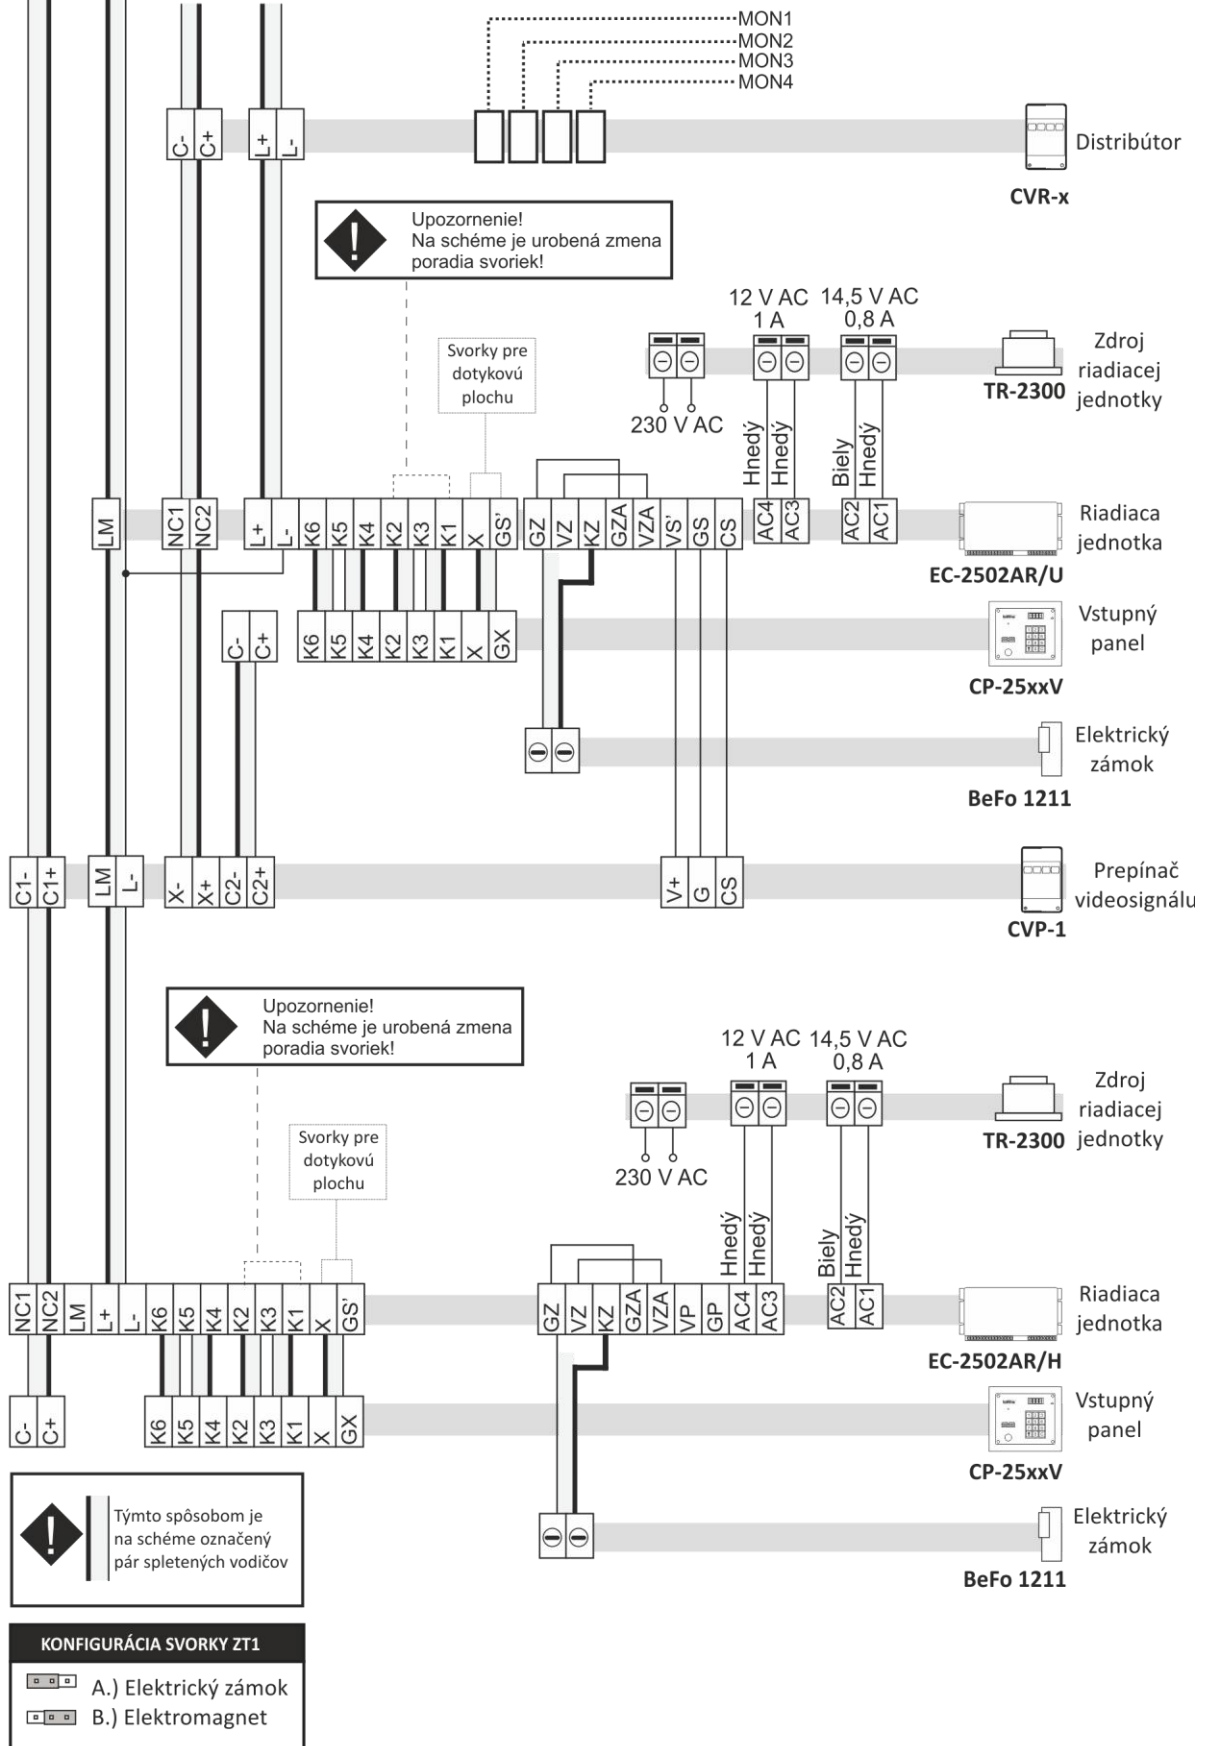 MON1
MON2
MON3
MON4
C- C+ L+ L-
Distribútor
CVR-x
Upozornenie!
Na schéme je urobená zmena
poradia svoriek!
12 V AC 14,5 V AC
1 A 0,8 A
Svorky pre
dotykovú
plochu
230 V AC
Zdroj
riadiacej
jednotky
TR-2300
Hnedý Hnedý Biely Hnedý
LM NC1 NC2 L+ L- K6 K5 K4 K2 K3 K1 X GS' GZ VZ KZ GZA VZA VS' GS CS AC4 AC3 AC2 AC1
Riadiaca
jednotka
EC-2502AR/U
C- C+ K6 K5 K4 K2 K3 K1 X GX
Vstupný
panel
CP-25xxV
Elektrický
zámok
BeFo 1211
C1- C1+ LM L- X- X+ C2- C2+ V+ G CS
Prepínač
videosignálu
CVP-1
Upozornenie!
Na schéme je urobená zmena
poradia svoriek!
12 V AC 14,5 V AC
1 A 0,8 A
Svorky pre
dotykovú
plochu
230 V AC
Zdroj
riadiacej
jednotky
TR-2300
Hnedý Hnedý Biely Hnedý
NC1 NC2 LM L+ L- K6 K5 K4 K2 K3 K1 X GS' GZ VZ KZ GZA VZA VP GP AC4 AC3 AC2 AC1
Riadiaca
jednotka
EC-2502AR/H
C- C+ K6 K5 K4 K2 K3 K1 X GX
Vstupný
panel
CP-25xxV
Týmto spôsobom je
na schéme označený
pár spletených vodičov
Elektrický
zámok
BeFo 1211
KONFIGURÁCIA SVORKY ZT1
A.) Elektrický zámok
B.) Elektromagnet